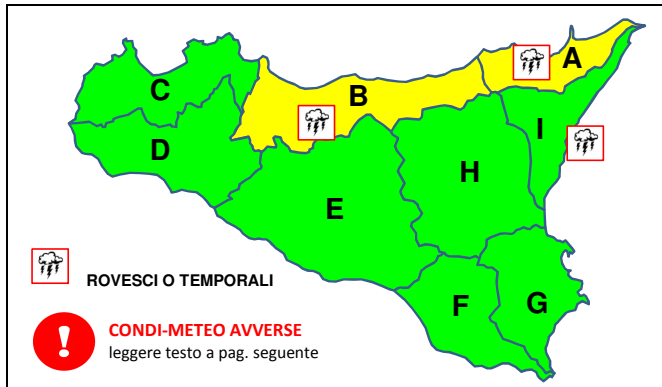 A
B
C
I
D
H
E
ROVESCI O TEMPORALI
F
G
CONDI-METEO AVVERSE
leggere testo a pag. seguente